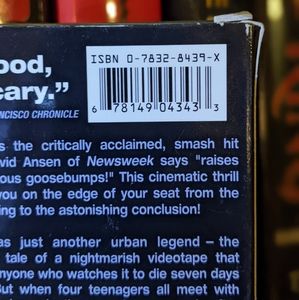 ISBN 0-7832-8439-X
ood,
cary.”
NCISCO CHRONICLE
6 78149 04343 3
s the critically acclaimed, smash hit
vid Ansen of Newsweek says "raises
ous goosebumps!" This cinematic thrill
you on the edge of your seat from the
ing to the astonishing conclusion!
as just another urban legend – the
tale of a nightmarish videotape that
nyone who watches it to die seven days
But when four teenagers all meet with